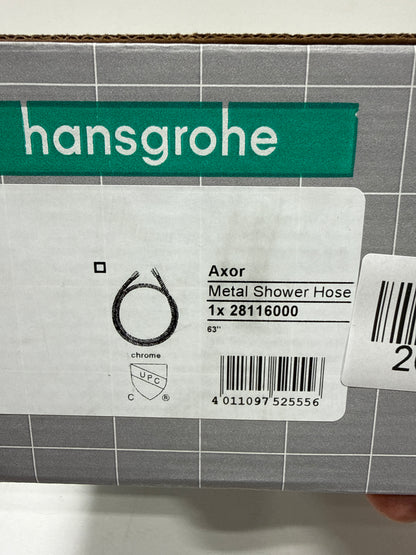 hansgrohe
Axor
Metal Shower Hose
1x 28116000
63"
chrome
UPC
C ®
4 011097 525556